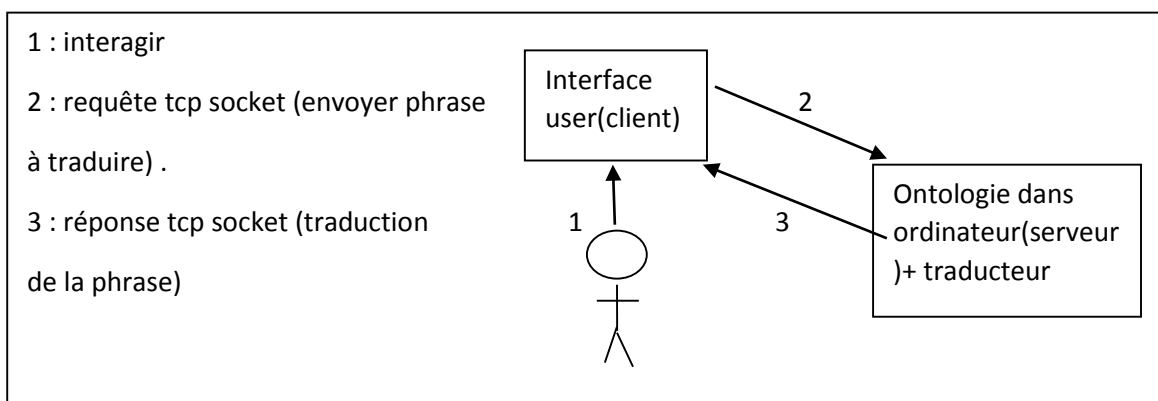 1 : interagir
2 : requête tcp socket (envoyer phrase
à traduire) .
3 : réponse tcp socket (traduction
de la phrase)
Interface
user(client)
2
1
3
Ontologie dans
ordinateur(serveur
)+ traducteur